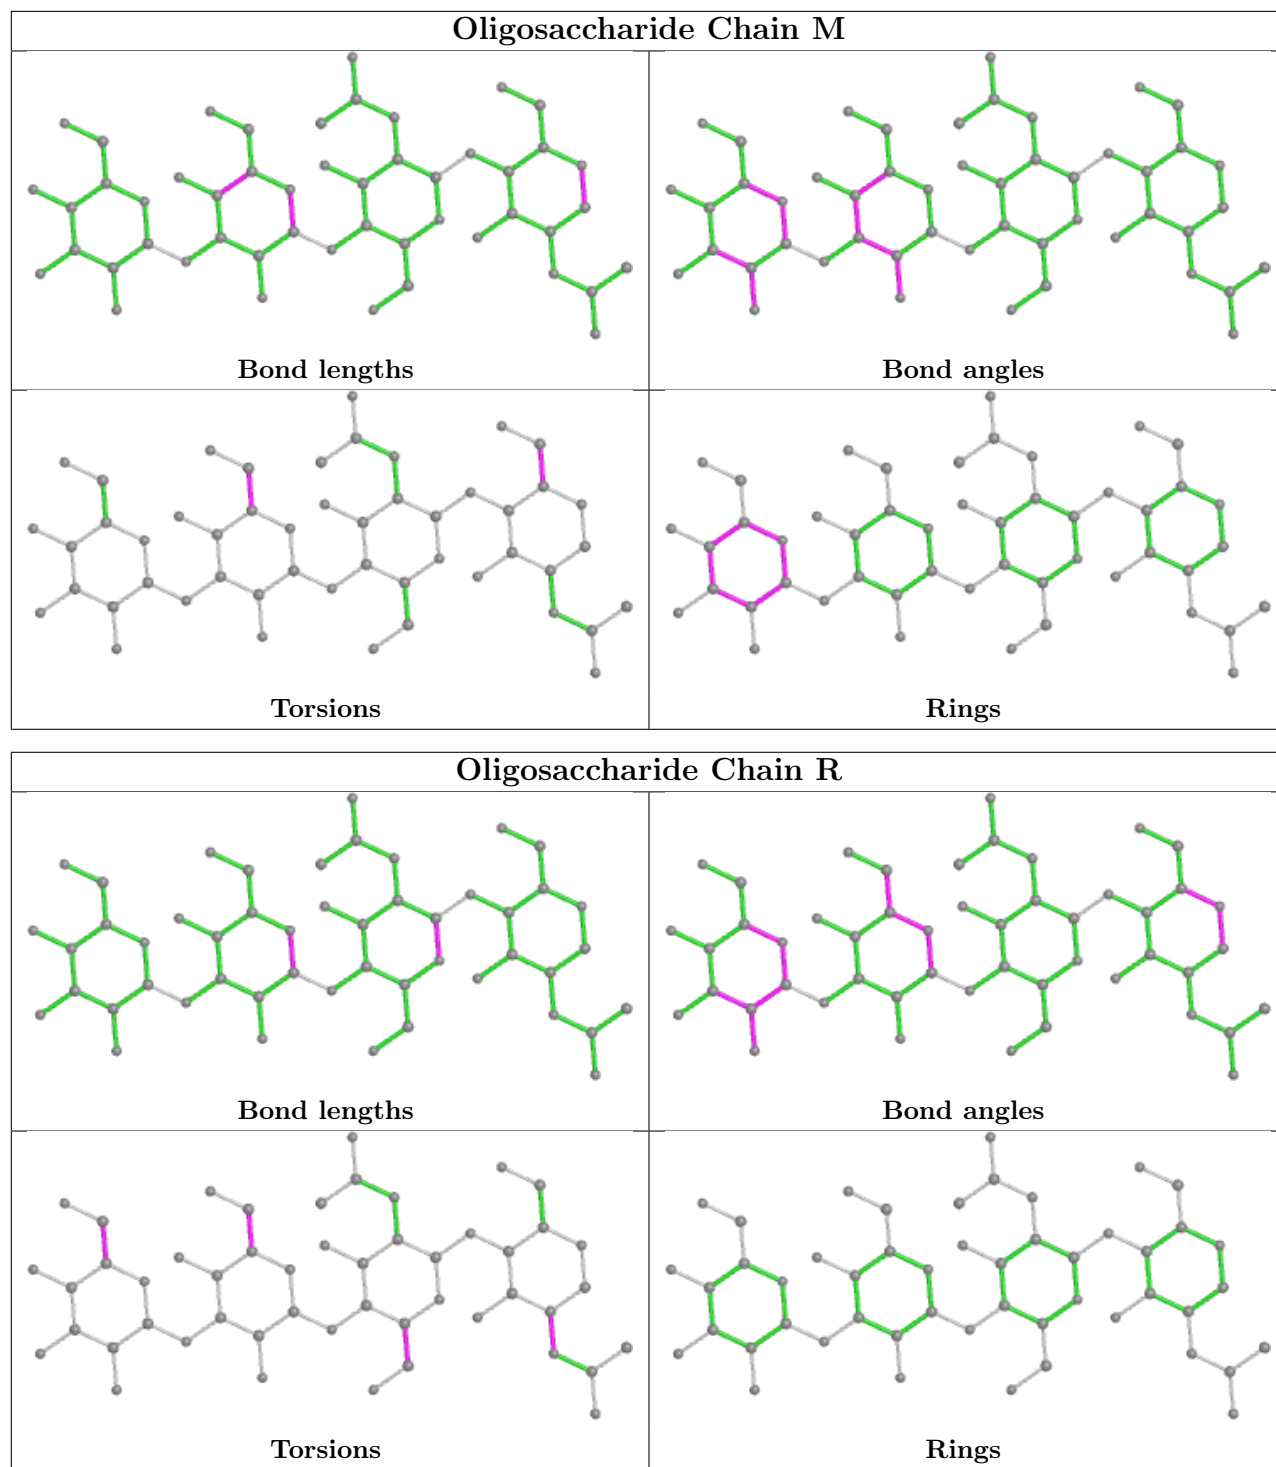 Oligosaccharide Chain M
Bond lengths
Bond angles
Torsions
Rings
Oligosaccharide Chain R
Bond lengths
Bond angles
Torsions
Rings